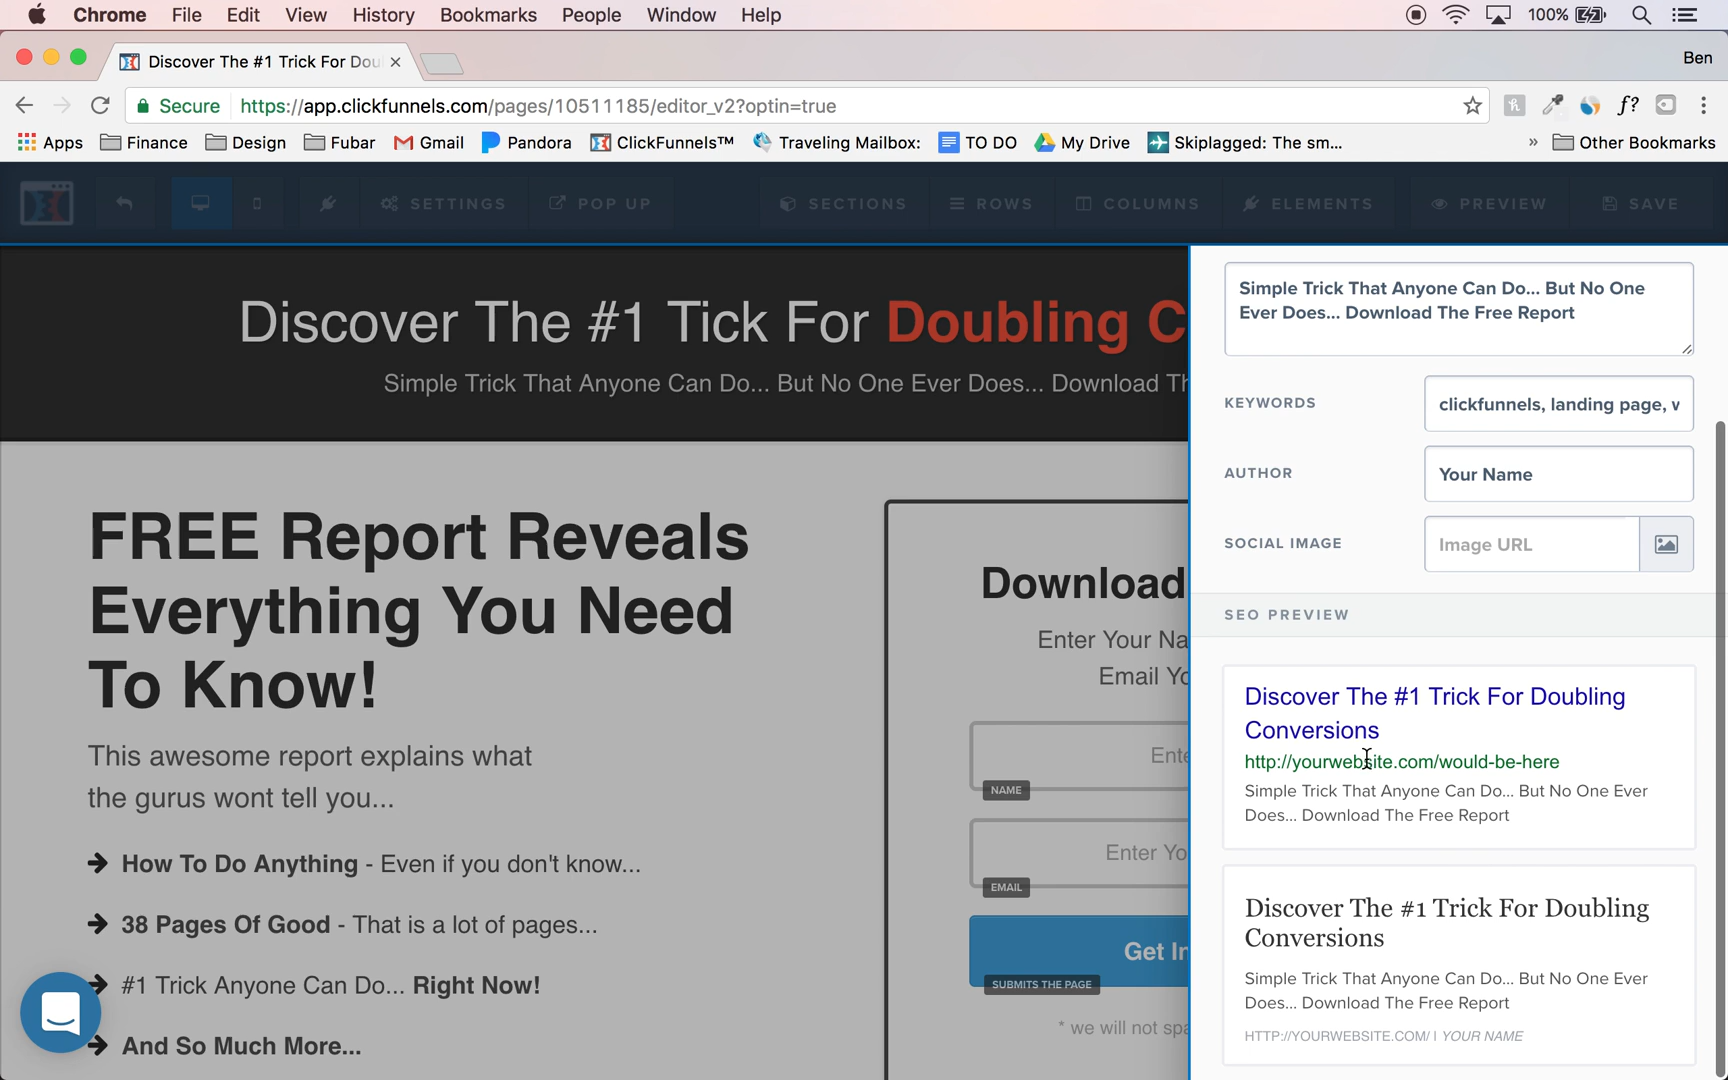 Chrome File Edit View History Bookmarks People Window Help 100%
Discover The #1 Trick For Dou Ben
Secure https://app.clickfunnels.com/pages/10511185/editor_v2?optin=true f?
Apps Finance Design Fubar Gmail Pandora ClickFunnels™ Traveling Mailbox: TO DO My Drive Skiplagged: The sm... » Other Bookmarks
SETTINGS POP UP SECTIONS ROWS COLUMNS ELEMENTS PREVIEW SAVE
Discover The #1 Tick For Doubling C
Simple Trick That Anyone Can Do... But No One Ever Does... Download Th
FREE Report Reveals
Everything You Need
To Know!
This awesome report explains what
the gurus wont tell you...
How To Do Anything - Even if you don't know...
38 Pages Of Good - That is a lot of pages...
#1 Trick Anyone Can Do... Right Now!
And So Much More...
Download
Enter Your Na
Email Yo
Ente
NAME
Enter Yo
EMAIL
Get In
SUBMITS THE PAGE
* we will not spa
Simple Trick That Anyone Can Do... But No One
Ever Does... Download The Free Report
KEYWORDS clickfunnels, landing page, v
AUTHOR Your Name
SOCIAL IMAGE Image URL
SEO PREVIEW
Discover The #1 Trick For Doubling
Conversions
http://yourwebsite.com/would-be-here
Simple Trick That Anyone Can Do... But No One Ever
Does... Download The Free Report
Discover The #1 Trick For Doubling
Conversions
Simple Trick That Anyone Can Do... But No One Ever
Does... Download The Free Report
HTTP://YOURWEBSITE.COM/ | YOUR NAME